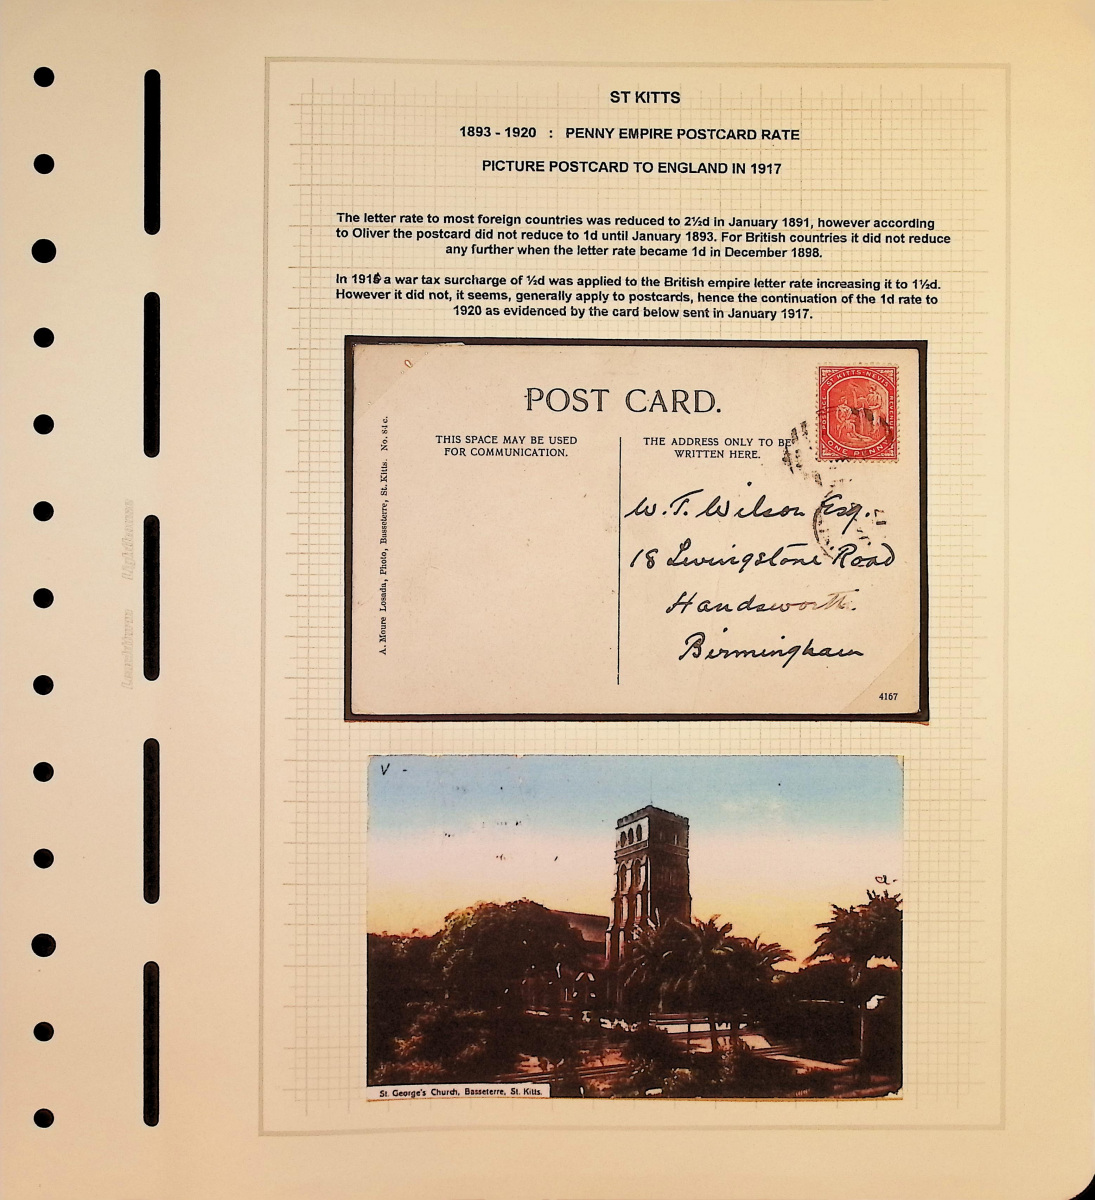 ST KITTS
1893 - 1920 : PENNY EMPIRE POSTCARD RATE
PICTURE POSTCARD TO ENGLAND IN 1917
The letter rate to most foreign countries was reduced to 2½d in January 1891, however according
to Oliver the postcard did not reduce to 1d until January 1893. For British countries it did not reduce
any further when the letter rate became 1d in December 1898.
In 1916 a war tax surcharge of ½d was applied to the British empire letter rate increasing it to 1½d.
However it did not, it seems, generally apply to postcards, hence the continuation of the 1d rate to
1920 as evidenced by the card below sent in January 1917.
POST CARD.
THIS SPACE MAY BE USED
FOR COMMUNICATION.
THE ADDRESS ONLY TO BE
WRITTEN HERE.
ST KITTS-NEVIS
POSTAGE
REVENUE
ONE PENNY
A. Moure Losada, Photo, Basseterre, St. Kitts. No. 84 c.
W. T. Wilson Esq.
18 Livingstone Road
Handsworth.
Birmingham
17
4167
V -
a.
St. George's Church, Basseterre, St. Kitts.